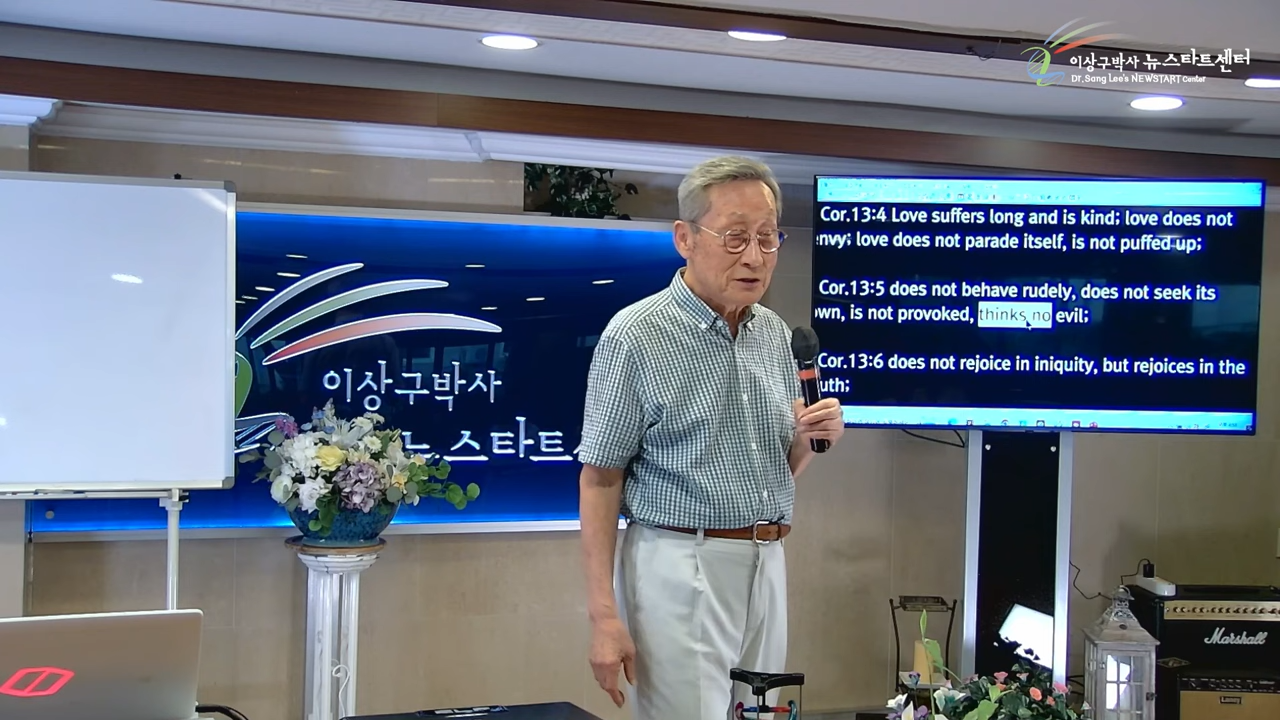 이상구박사 뉴스타트센터
Dr. Sang Lee's NEWSTART Center
Cor.13:4 Love suffers long and is kind; love does not
envy; love does not parade itself, is not puffed up;
Cor.13:5 does not behave rudely, does not seek its
own, is not provoked, thinks no evil;
Cor.13:6 does not rejoice in iniquity, but rejoices in the
uth;
이상구박사
뉴스타트
Marshall
Laney